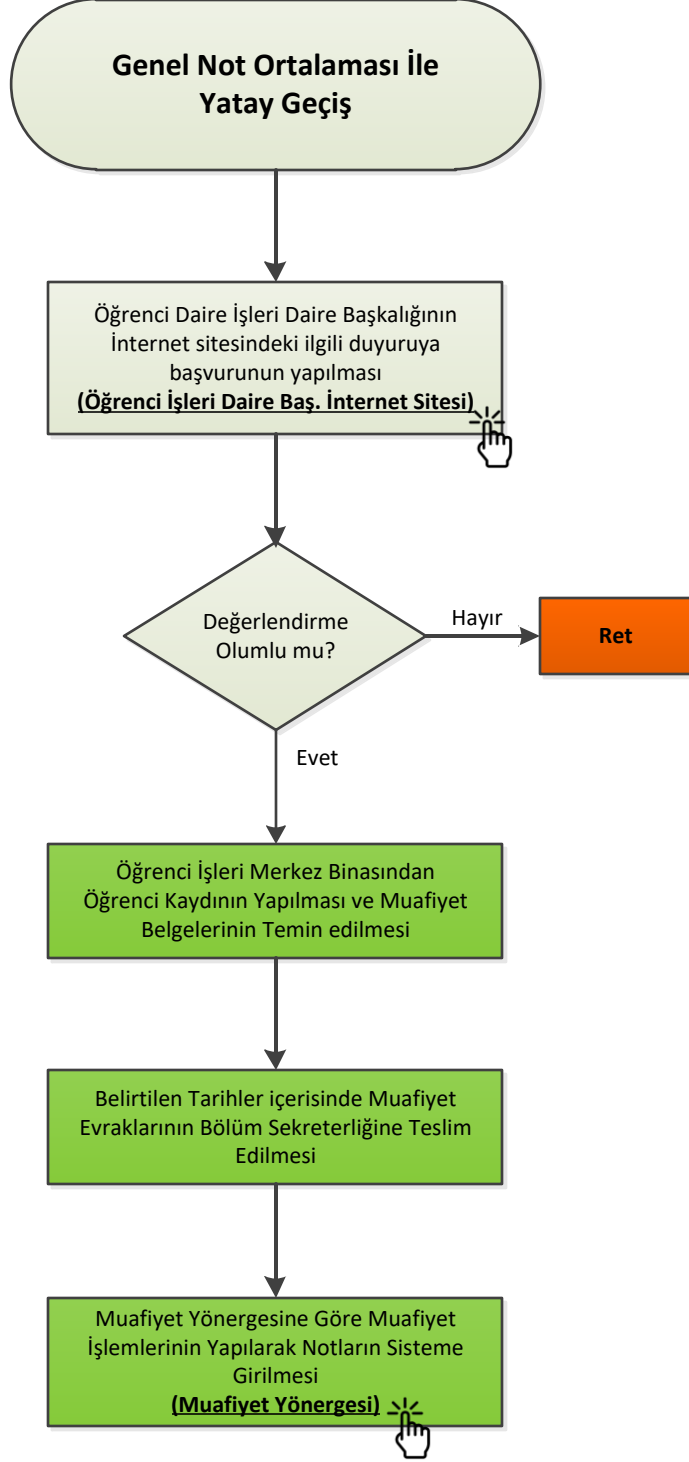 Genel Not Ortalaması İle
Yatay Geçiş
Öğrenci Daire İşleri Daire Başkalığının
İnternet sitesindeki ilgili duyuruya
başvurunun yapılması
(Öğrenci İşleri Daire Baş. İnternet Sitesi)
Değerlendirme
Olumlu mu?
Hayır
Ret
Evet
Öğrenci İşleri Merkez Binasından
Öğrenci Kaydının Yapılması ve Muafiyet
Belgelerinin Temin edilmesi
Belirtilen Tarihler içerisinde Muafiyet
Evraklarının Bölüm Sekreterliğine Teslim
Edilmesi
Muafiyet Yönergesine Göre Muafiyet
İşlemlerinin Yapılarak Notların Sisteme
Girilmesi
(Muafiyet Yönergesi)